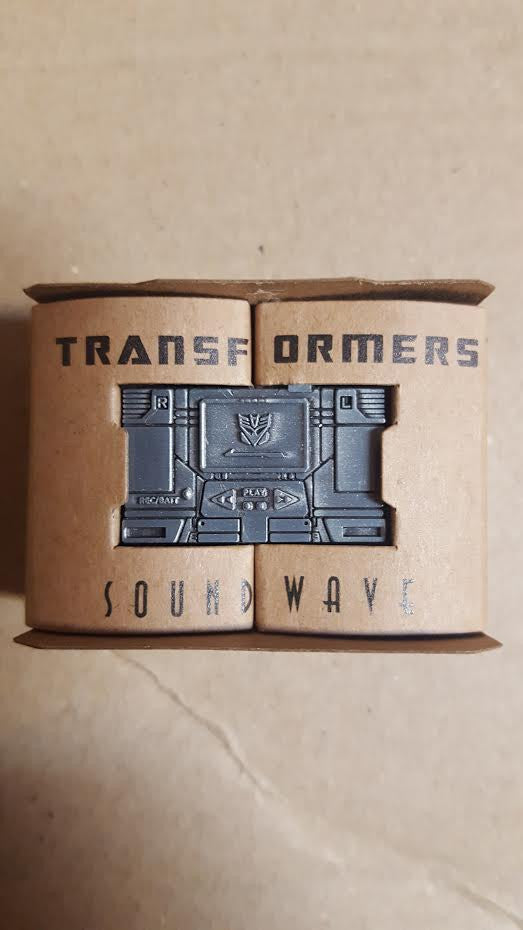 TRANSFORMERS
R L
PLAY
REC/BATT
SOUNDWAVE